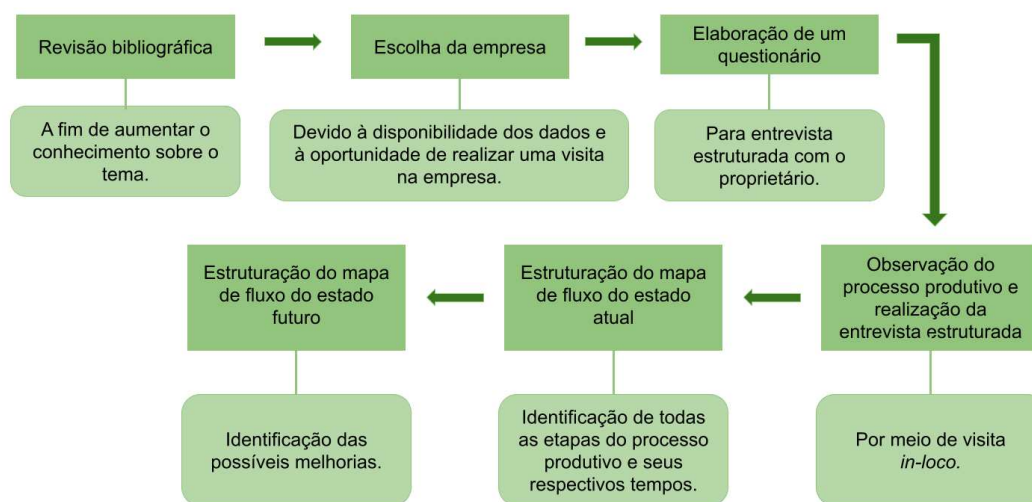 Revisão bibliográfica
A fim de aumentar o
conhecimento sobre o
tema.
Escolha da empresa
Devido à disponibilidade dos dados e
à oportunidade de realizar uma visita
na empresa.
Elaboração de um
questionário
Para entrevista
estruturada com o
proprietário.
Observação do
processo produtivo e
realização da
entrevista estruturada
Por meio de visita
in-loco.
Estruturação do mapa
de fluxo do estado
atual
Identificação de todas
as etapas do processo
produtivo e seus
respectivos tempos.
Estruturação do mapa
de fluxo do estado
futuro
Identificação das
possíveis melhorias.